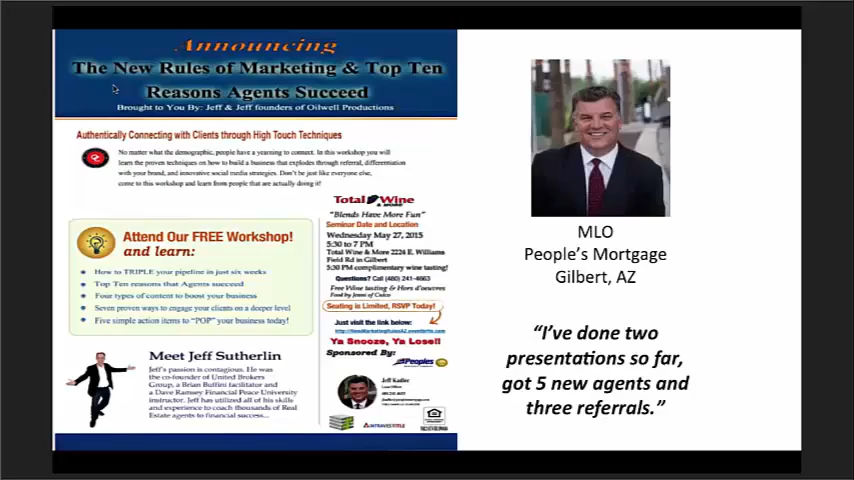 Announcing
The New Rules of Marketing & Top Ten
Reasons Agents Succeed
Brought to You By: Jeff & Jeff founders of Oilwell Productions
Authentically Connecting with Clients through High Touch Techniques
No matter what the demographic, people have a yearning to connect. In this workshop you will
learn the proven techniques on how to build a business that explodes through referral, differentiation
with your brand, and innovative social media strategies. Don't be just like everyone else,
come to this workshop and learn from people that are actually doing it!
Attend Our FREE Workshop!
and learn:
How to TRIPLE your pipeline in just six weeks
Top Ten reasons that Agents succeed
Four types of content to boost your business
Seven proven ways to engage your clients on a deeper level
Five simple action items to "POP" your business today!
Meet Jeff Sutherlin
Jeff's passion is contagious. He was
the co-founder of United Brokers
Group, a Brian Buffini facilitator and
a Dave Ramsey Financial Peace University
instructor. Jeff has utilized all of his skills
and experience to coach thousands of Real
Estate agents to financial success...
Total Wine
& MORE
"Blends Have More Fun"
Seminar Date and Location
Wednesday May 27, 2015
5:30 to 7 PM
Total Wine & More 2224 E. Williams
Field Rd in Gilbert
5:30 PM complimentary wine tasting!
Questions? Call (480) 241-4663
Free Wine tasting & Hors d'oeuvres
Seating is Limited, RSVP Today!
Just visit the link below:
Ya Snooze, Ya Lose!!
Sponsored By:
Peoples
MLO
People's Mortgage
Gilbert, AZ
"I've done two
presentations so far,
got 5 new agents and
three referrals."